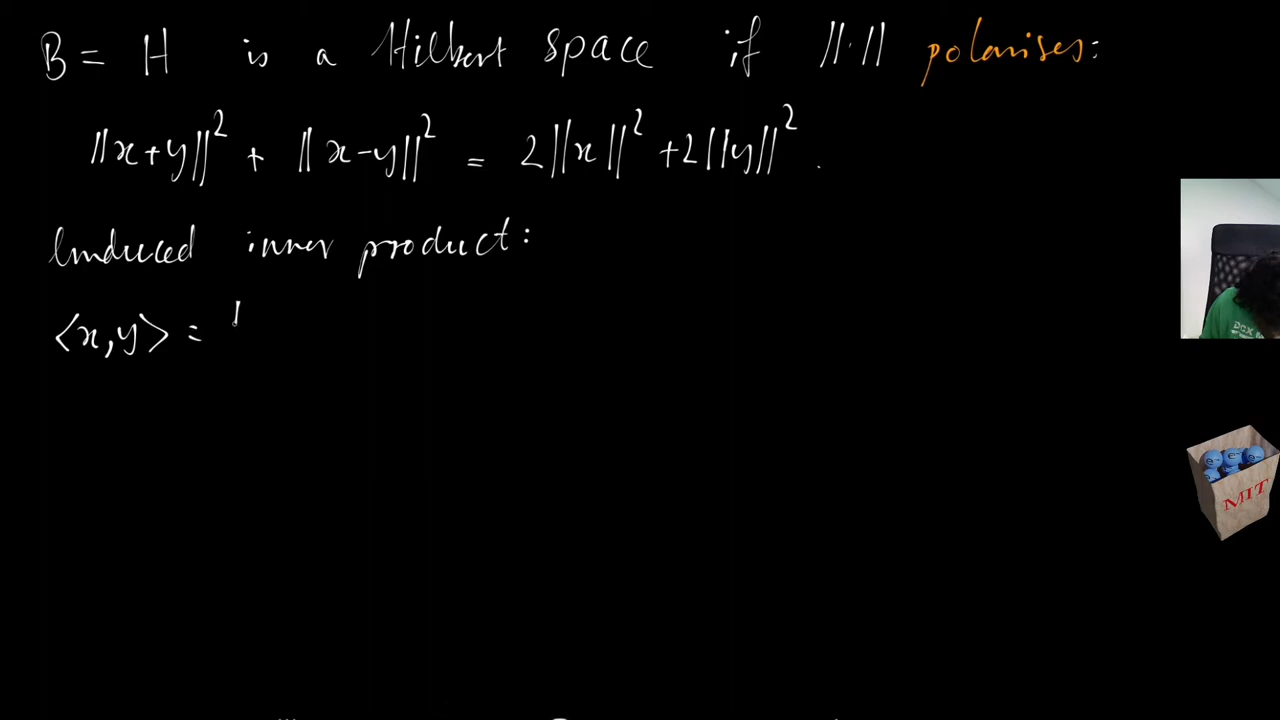 B = H is a Hilbert space if ||·|| polarises:
||x+y||² + ||x-y||² = 2||x||² + 2||y||².
Induced inner product:
<x,y> =
MIT